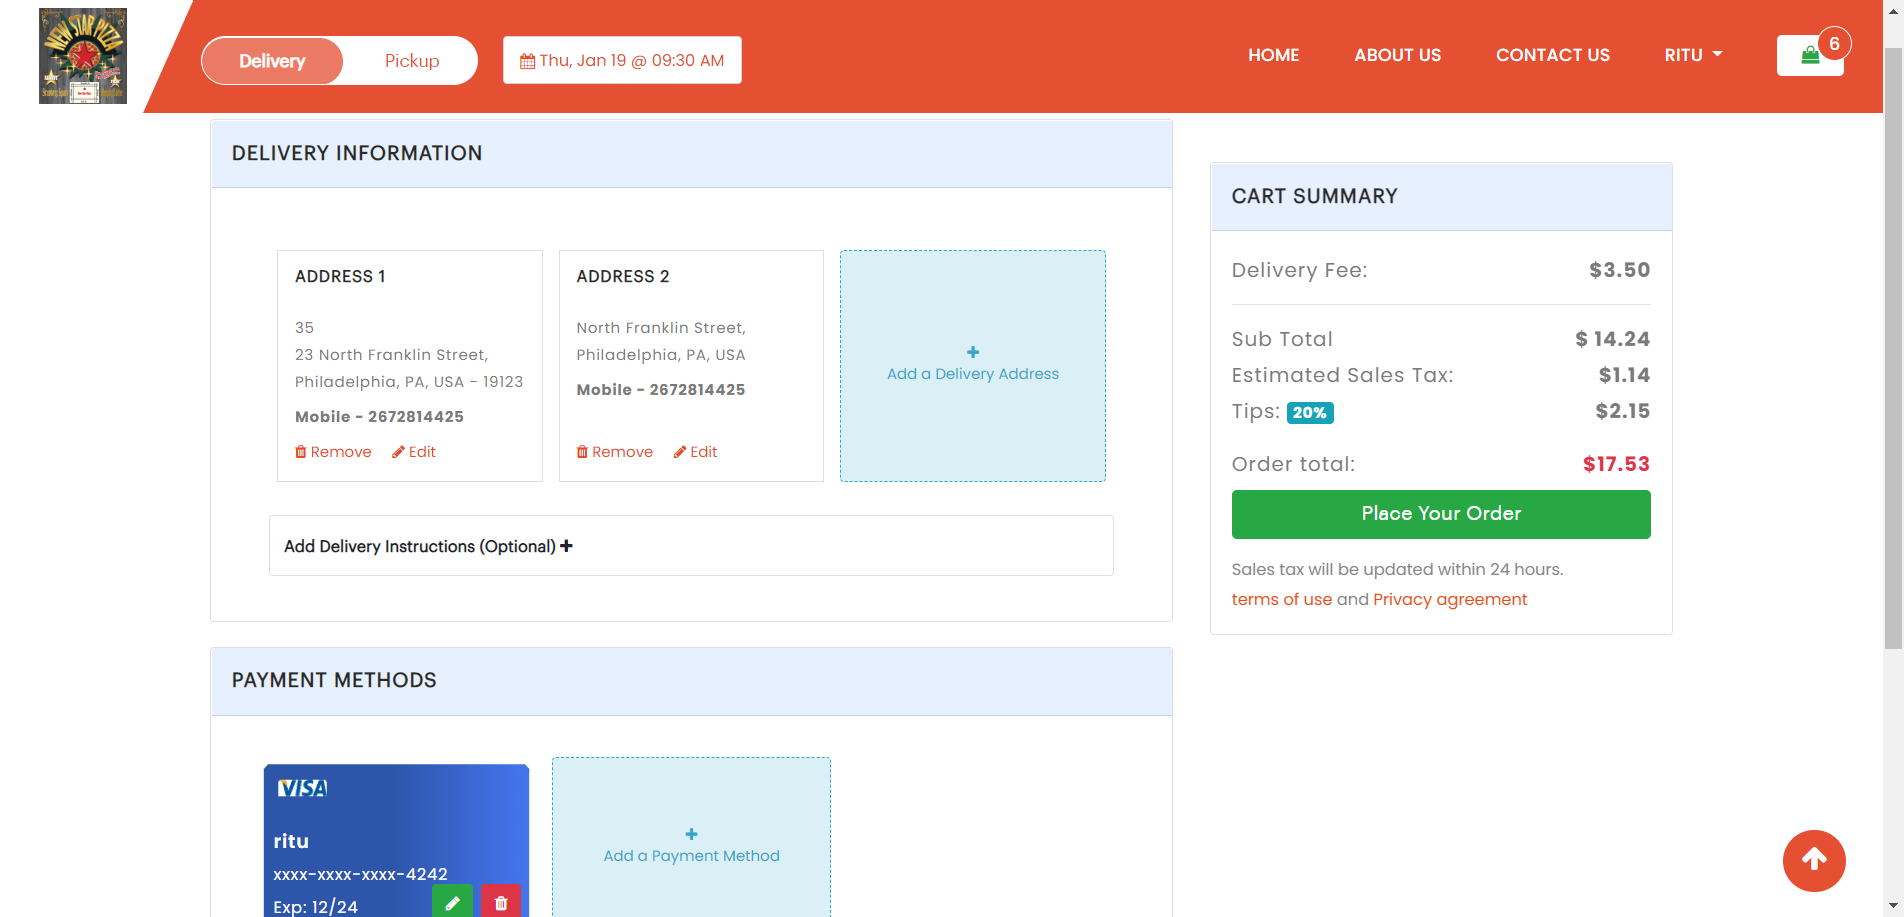 NEW STAR PIZZA
Delivery
Pickup
Thu, Jan 19 @ 09:30 AM
HOME
ABOUT US
CONTACT US
RITU
6
DELIVERY INFORMATION
ADDRESS 1
35
23 North Franklin Street,
Philadelphia, PA, USA - 19123
Mobile - 2672814425
Remove
Edit
ADDRESS 2
North Franklin Street,
Philadelphia, PA, USA
Mobile - 2672814425
Remove
Edit
Add a Delivery Address
Add Delivery Instructions (Optional)
CART SUMMARY
Delivery Fee: $3.50
Sub Total $ 14.24
Estimated Sales Tax: $1.14
Tips: 20% $2.15
Order total: $17.53
Place Your Order
Sales tax will be updated within 24 hours.
terms of use and Privacy agreement
PAYMENT METHODS
VISA
ritu
xxxx-xxxx-xxxx-4242
Exp: 12/24
Add a Payment Method